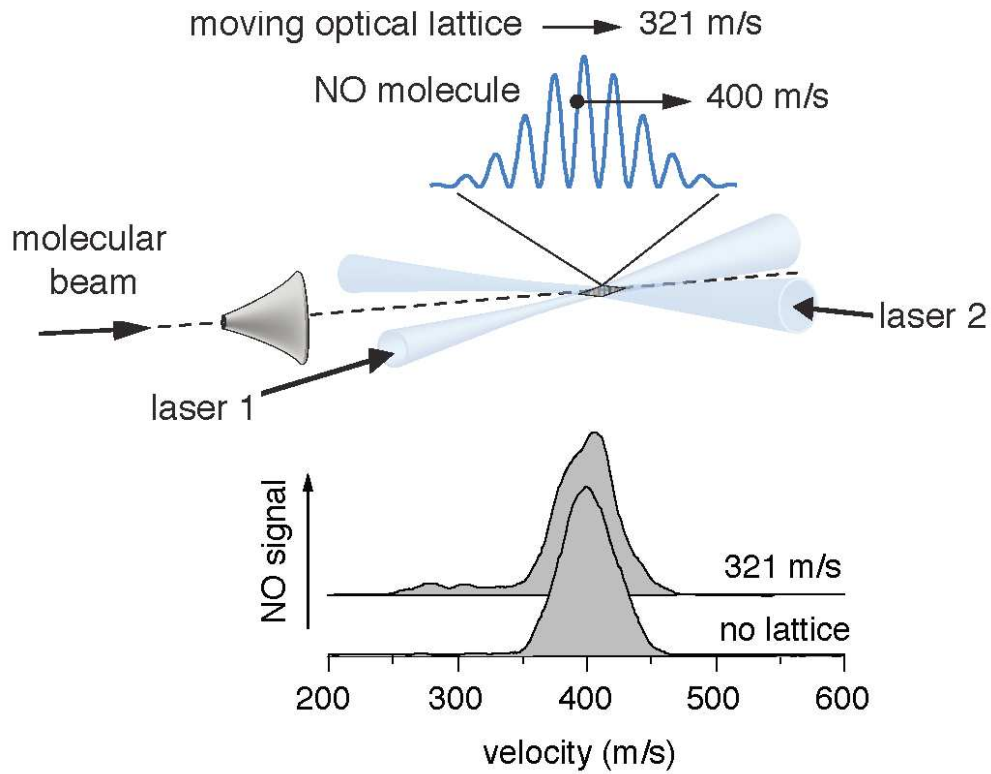 moving optical lattice 321 m/s
NO molecule 400 m/s
molecular
beam
laser 2
laser 1
NO signal
321 m/s
no lattice
200 300 400 500 600
velocity (m/s)